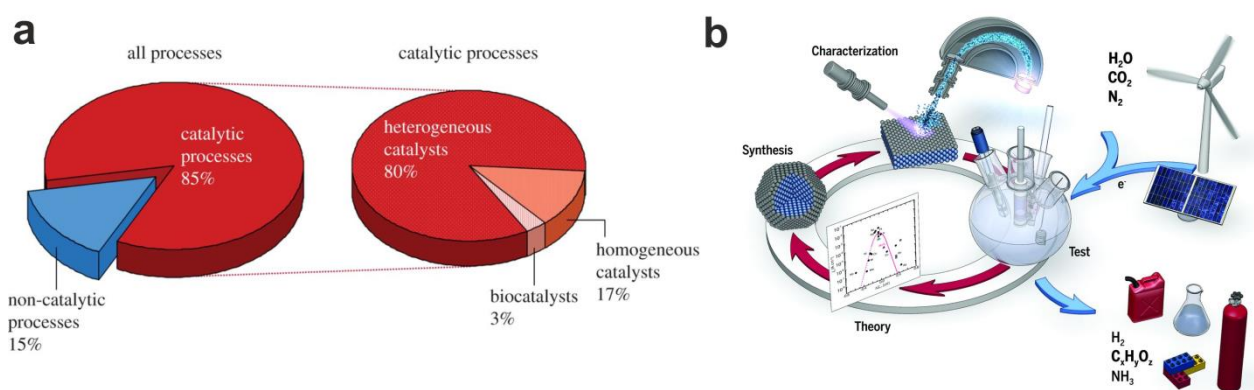 a
all processes
catalytic processes
catalytic
processes
85%
heterogeneous
catalysts
80%
non-catalytic
processes
15%
biocatalysts
3%
homogeneous
catalysts
17%
b
Characterization
Synthesis
H₂O
CO₂
N₂
e⁻
Test
Theory
H₂
CₓHᵧO_z
NH₃